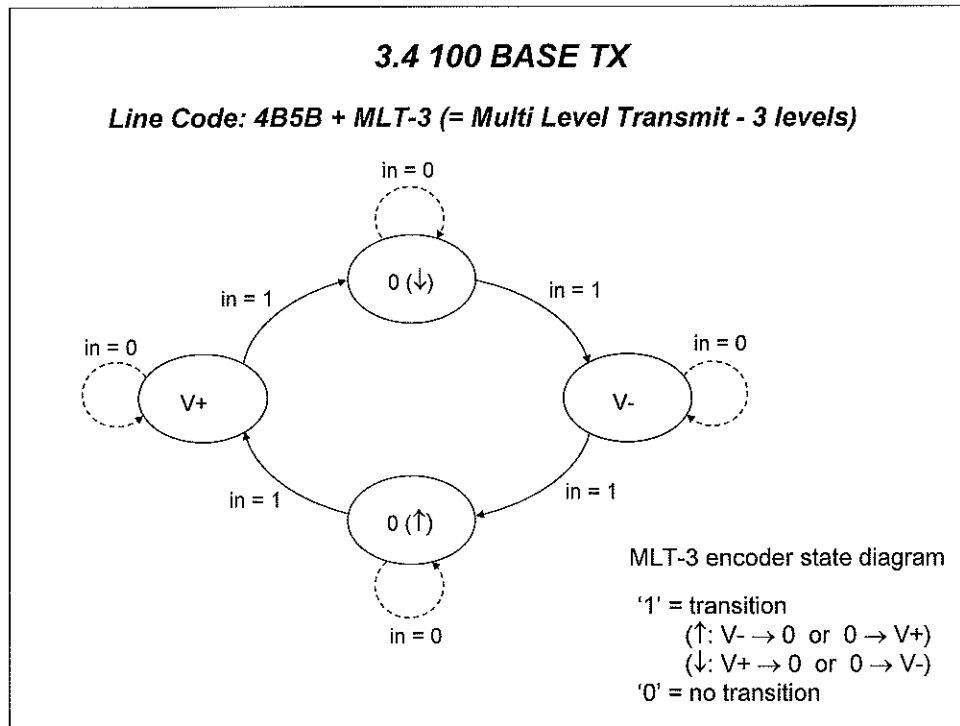 3.4 100 BASE TX
Line Code: 4B5B + MLT-3 (= Multi Level Transmit - 3 levels)
in = 0
0 (↓)
in = 1
in = 1
in = 0
in = 0
V+
V-
in = 1
in = 1
0 (↑)
in = 0
MLT-3 encoder state diagram
‘1’ = transition
(↑: V- → 0 or 0 → V+)
(↓: V+ → 0 or 0 → V-)
‘0’ = no transition